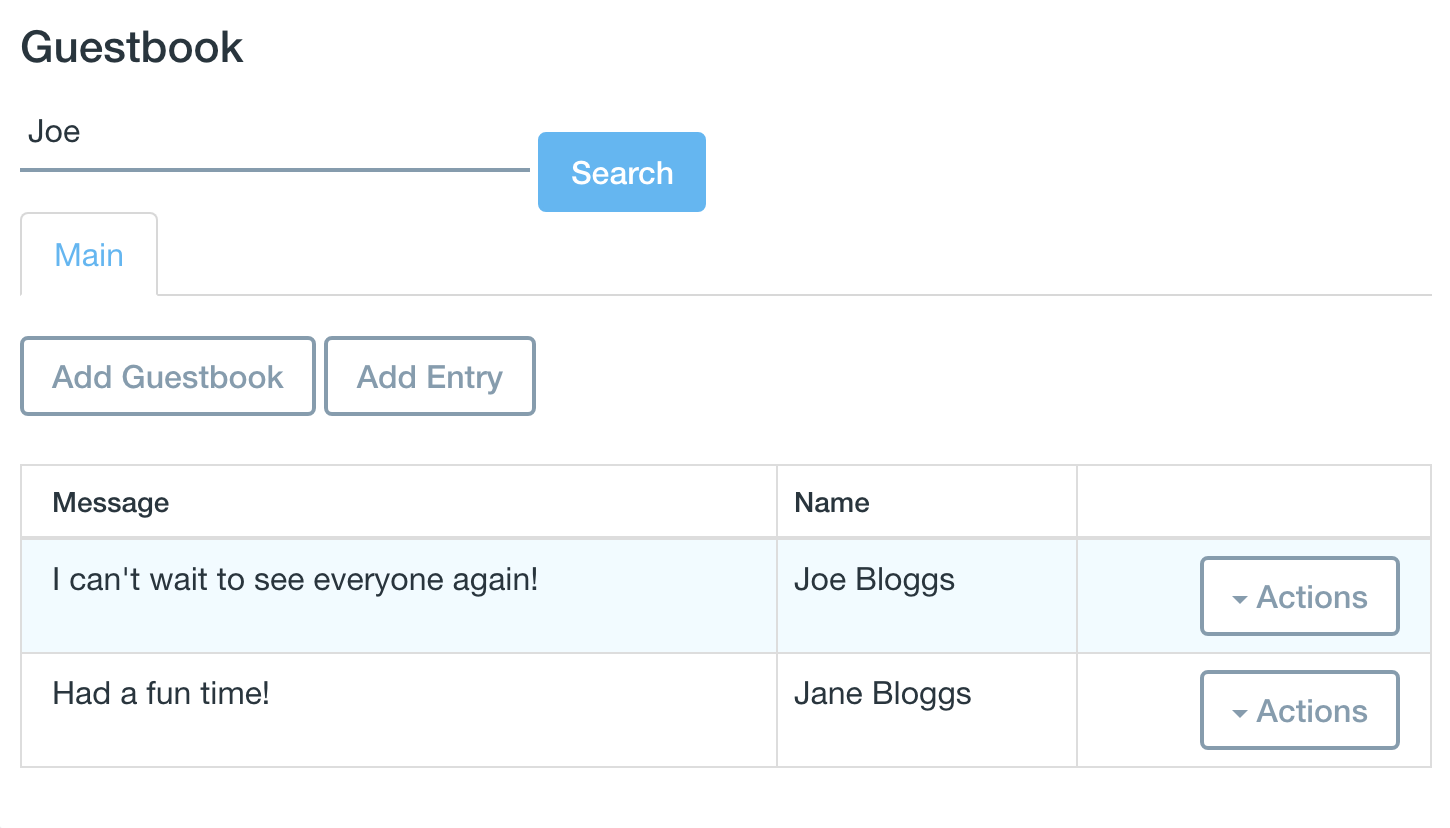 Guestbook
Joe
Search
Main
Add Guestbook Add Entry
Message Name
I can't wait to see everyone again! Joe Bloggs Actions
Had a fun time! Jane Bloggs Actions